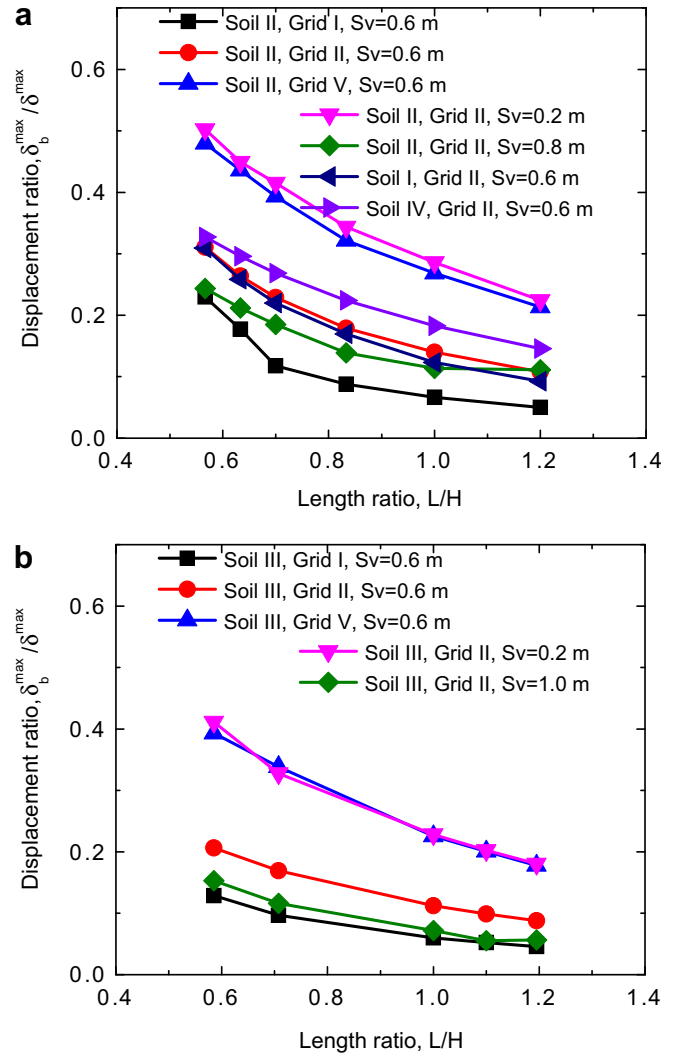 a
Soil II, Grid I, Sv=0.6 m
Soil II, Grid II, Sv=0.6 m
Soil II, Grid V, Sv=0.6 m
Soil II, Grid II, Sv=0.2 m
Soil II, Grid II, Sv=0.8 m
Soil I, Grid II, Sv=0.6 m
Soil IV, Grid II, Sv=0.6 m
Displacement ratio, δ_b^max/δ^max
0.6
0.4
0.2
0.0
0.4 0.6 0.8 1.0 1.2 1.4
Length ratio, L/H
b
Soil III, Grid I, Sv=0.6 m
Soil III, Grid II, Sv=0.6 m
Soil III, Grid V, Sv=0.6 m
Soil III, Grid II, Sv=0.2 m
Soil III, Grid II, Sv=1.0 m
Displacement ratio, δ_b^max/δ^max
0.6
0.4
0.2
0.0
0.4 0.6 0.8 1.0 1.2 1.4
Length ratio, L/H